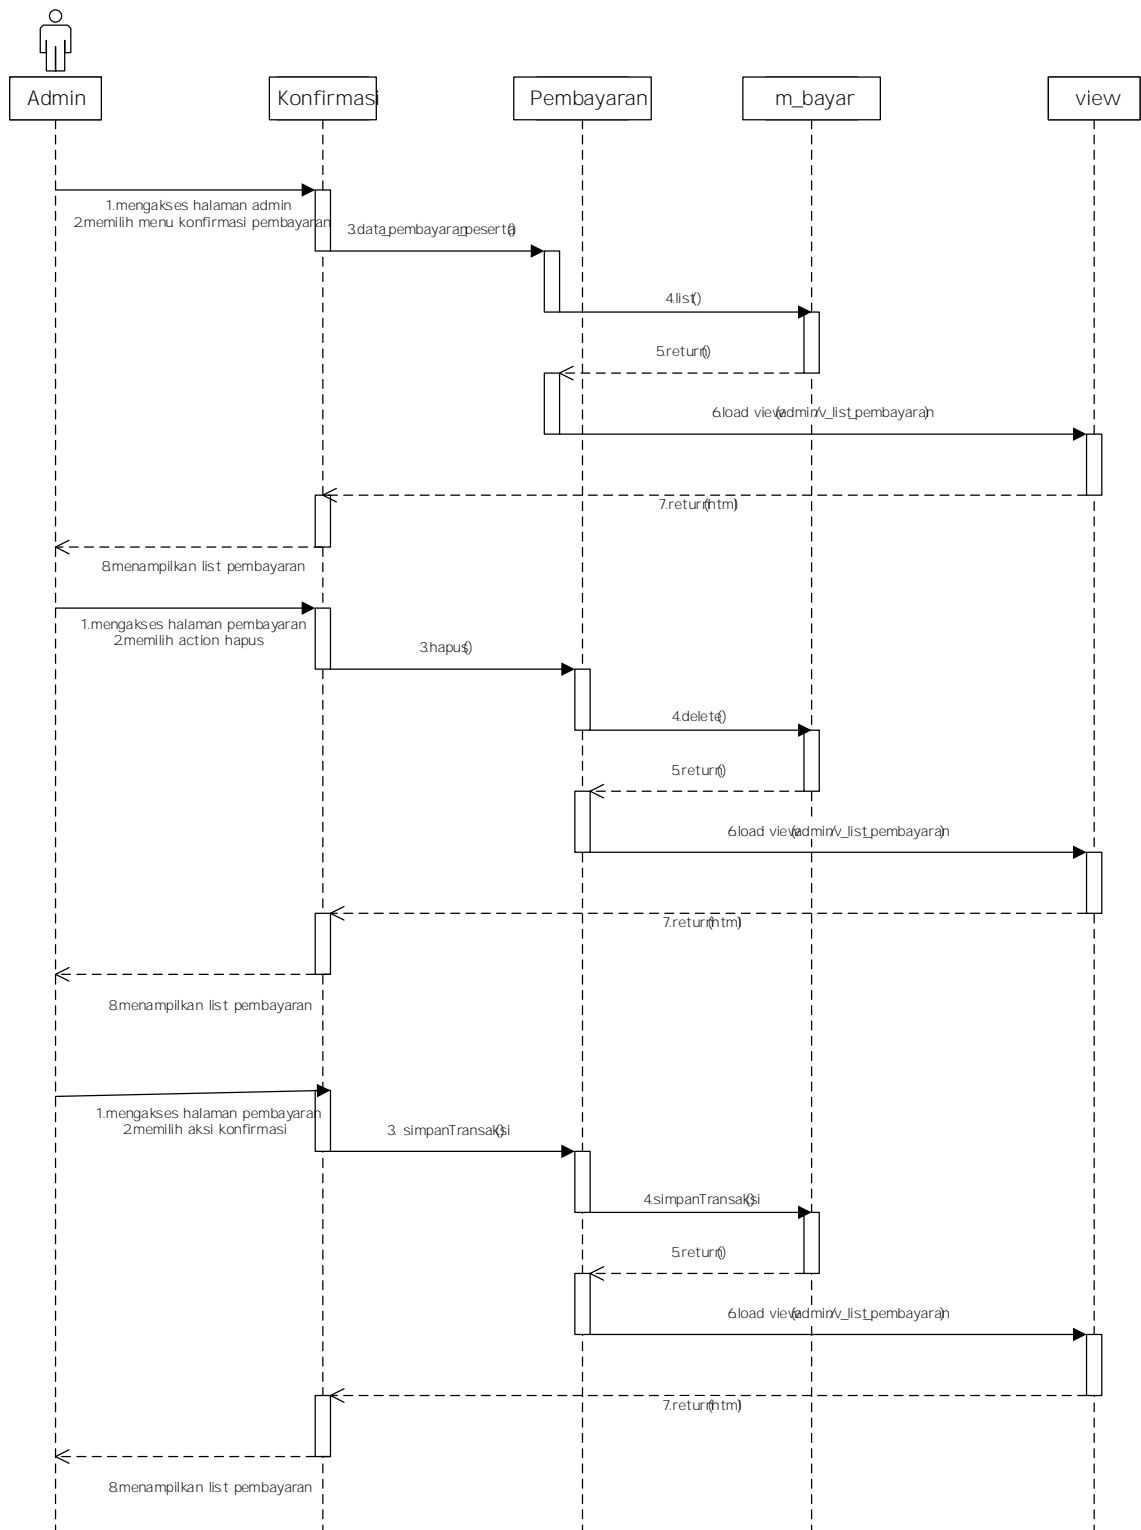 Admin
Konfirmasi
Pembayaran
m_bayar
view
1.mengakses halaman admin
2.memilih menu konfirmasi pembayaran
3.data_pembayaran_peserta()
4.list()
5.return()
6.load view(admin/v_list_pembayaran)
7.return(html)
8.menampilkan list pembayaran
1.mengakses halaman pembayaran
2.memilih action hapus
3.hapus()
4.delete()
5.return()
6.load view(admin/v_list_pembayaran)
7.return(html)
8.menampilkan list pembayaran
1.mengakses halaman pembayaran
2.memilih aksi konfirmasi
3. simpanTransaksi()
4.simpanTransaksi()
5.return()
6.load view(admin/v_list_pembayaran)
7.return(html)
8.menampilkan list pembayaran